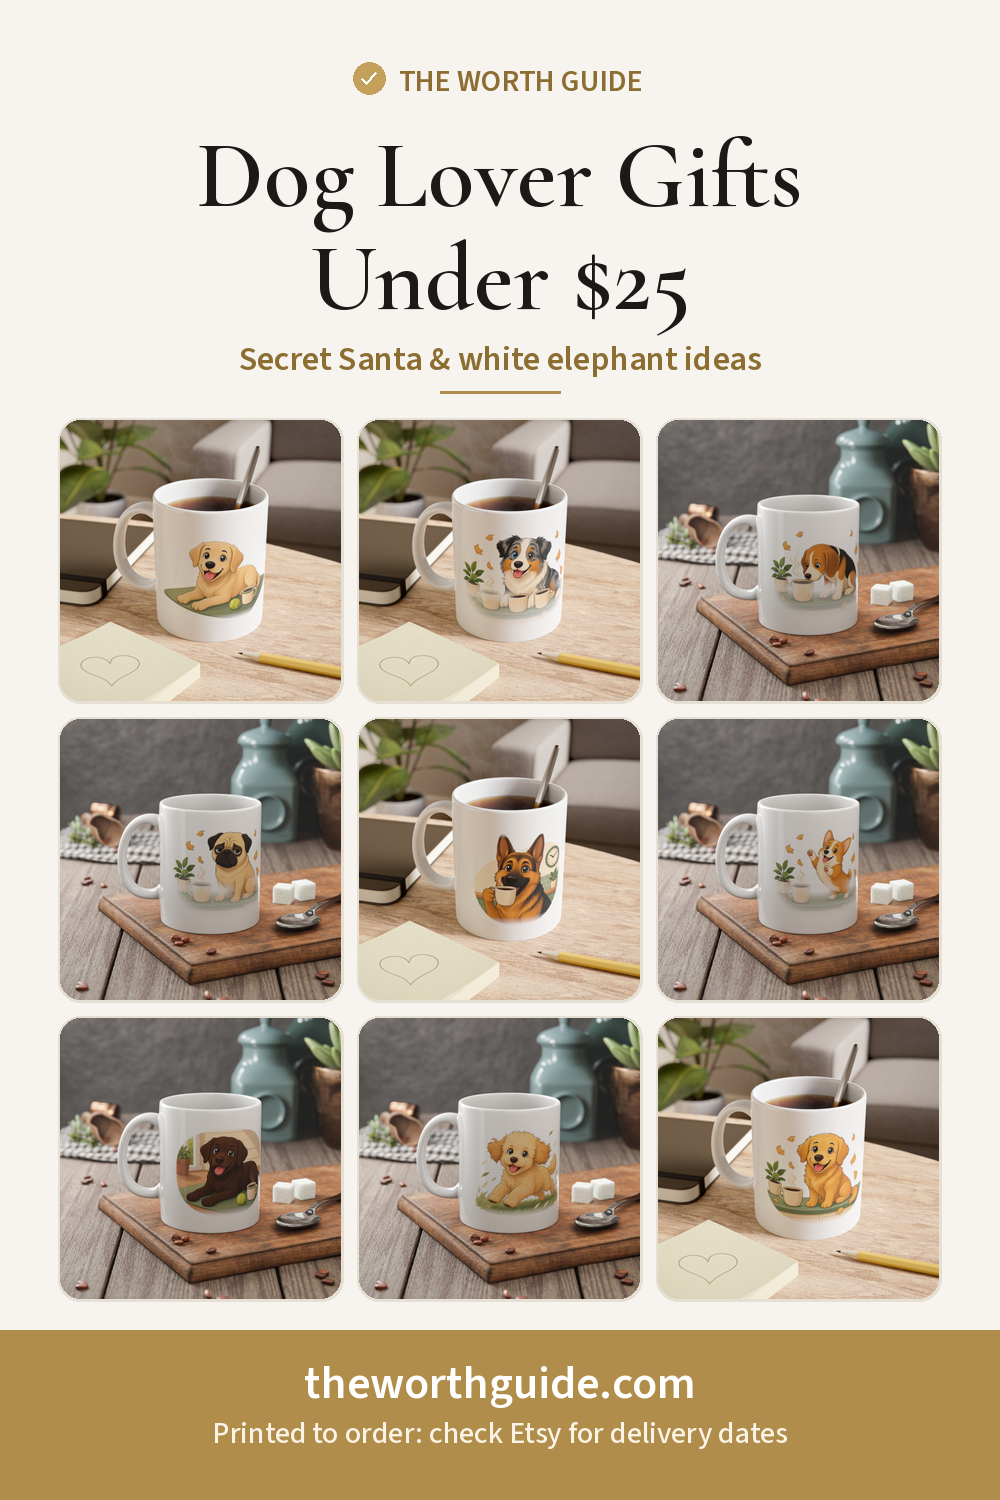 THE WORTH GUIDE
Dog Lover Gifts
Under $25
Secret Santa & white elephant ideas
theworthguide.com
Printed to order: check Etsy for delivery dates